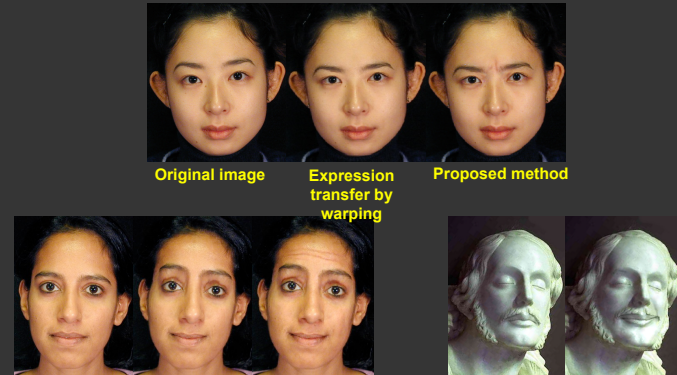 Original image
Expression
transfer by
warping
Proposed method